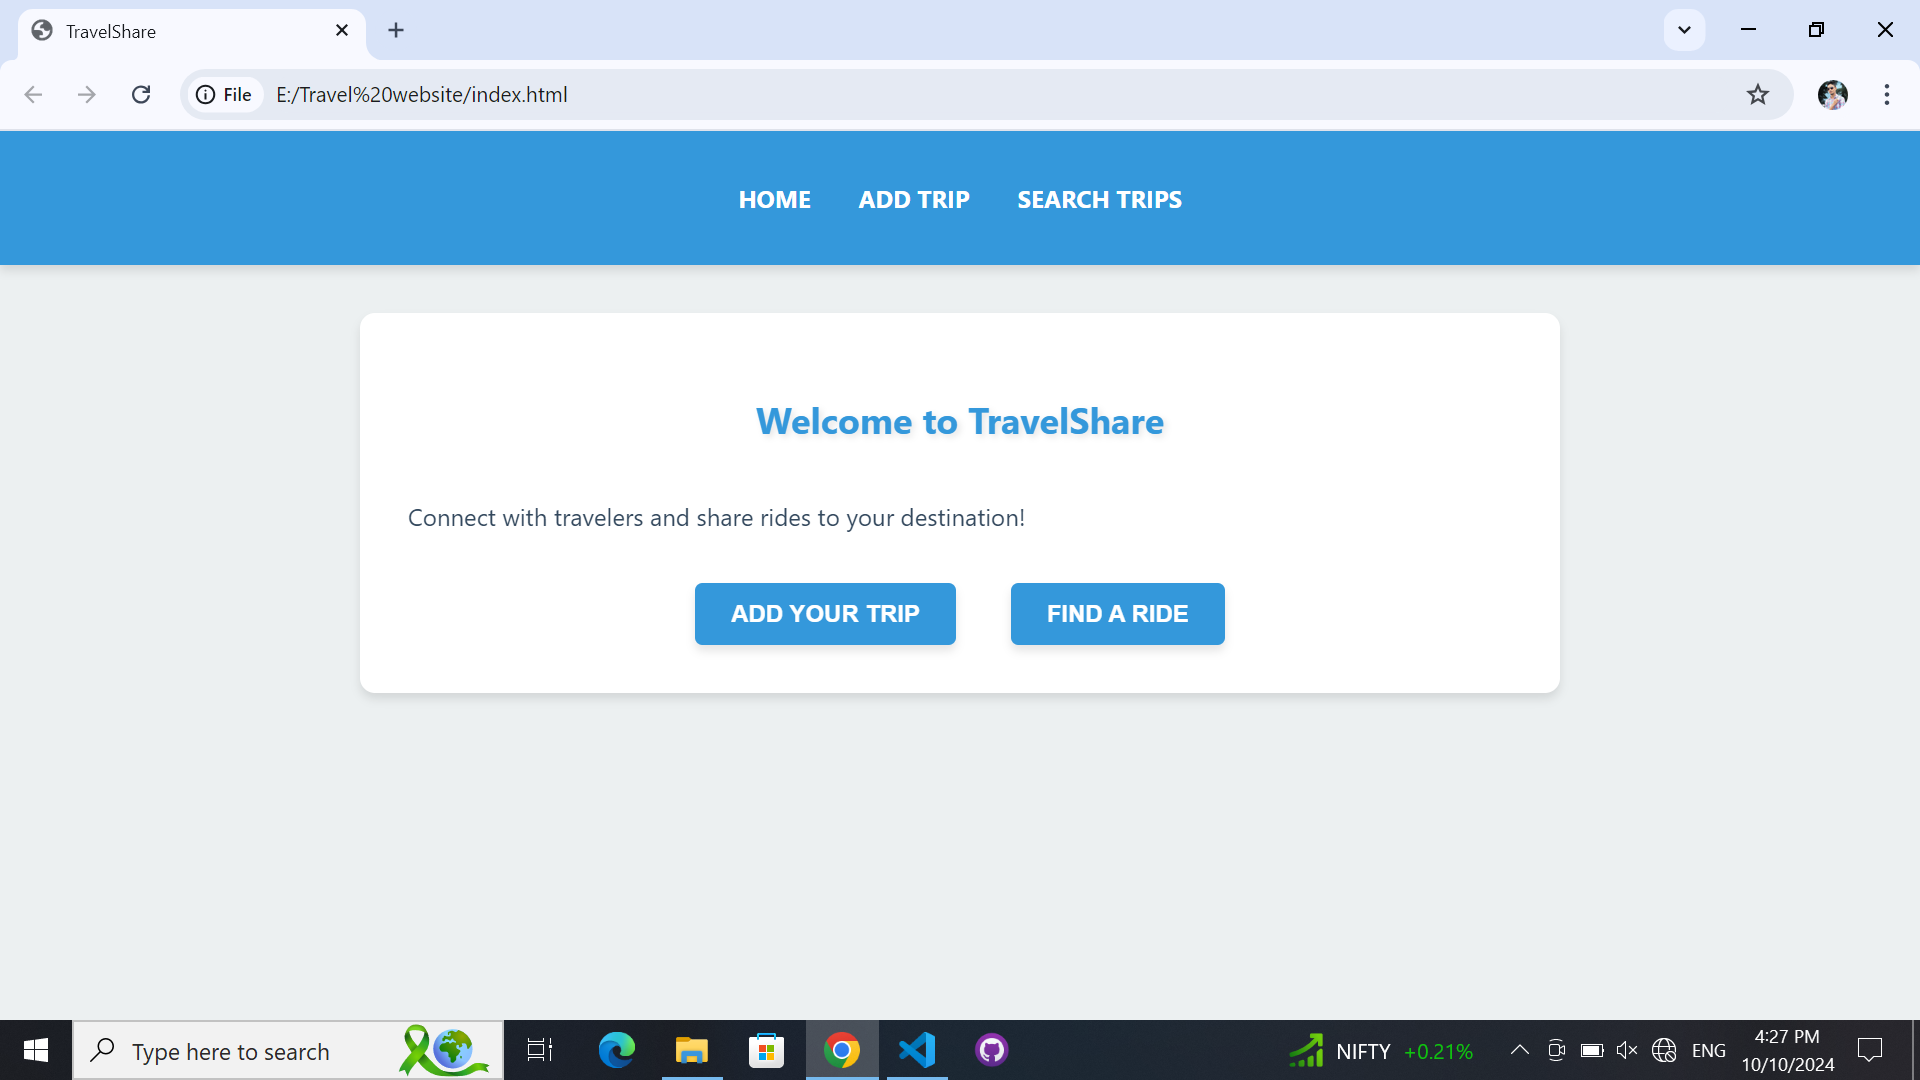 TravelShare
File E:/Travel%20website/index.html
HOME ADD TRIP SEARCH TRIPS
Welcome to TravelShare
Connect with travelers and share rides to your destination!
ADD YOUR TRIP FIND A RIDE
Type here to search
NIFTY +0.21%
ENG
4:27 PM
10/10/2024